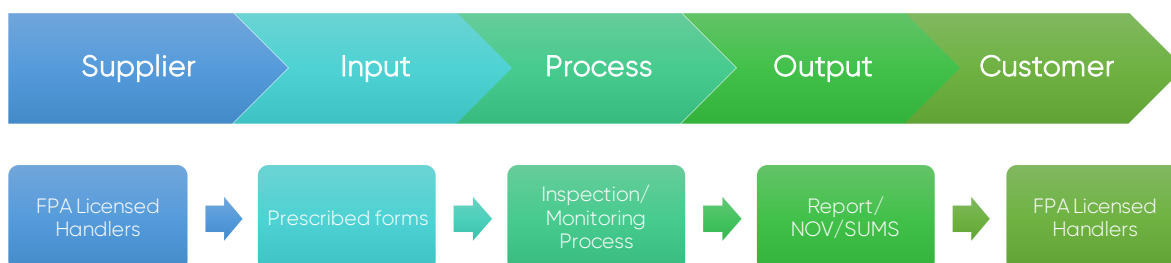 Supplier
Input
Process
Output
Customer
FPA Licensed
Handlers
Prescribed forms
Inspection/
Monitoring
Process
Report/
NOV/SUMS
FPA Licensed
Handlers